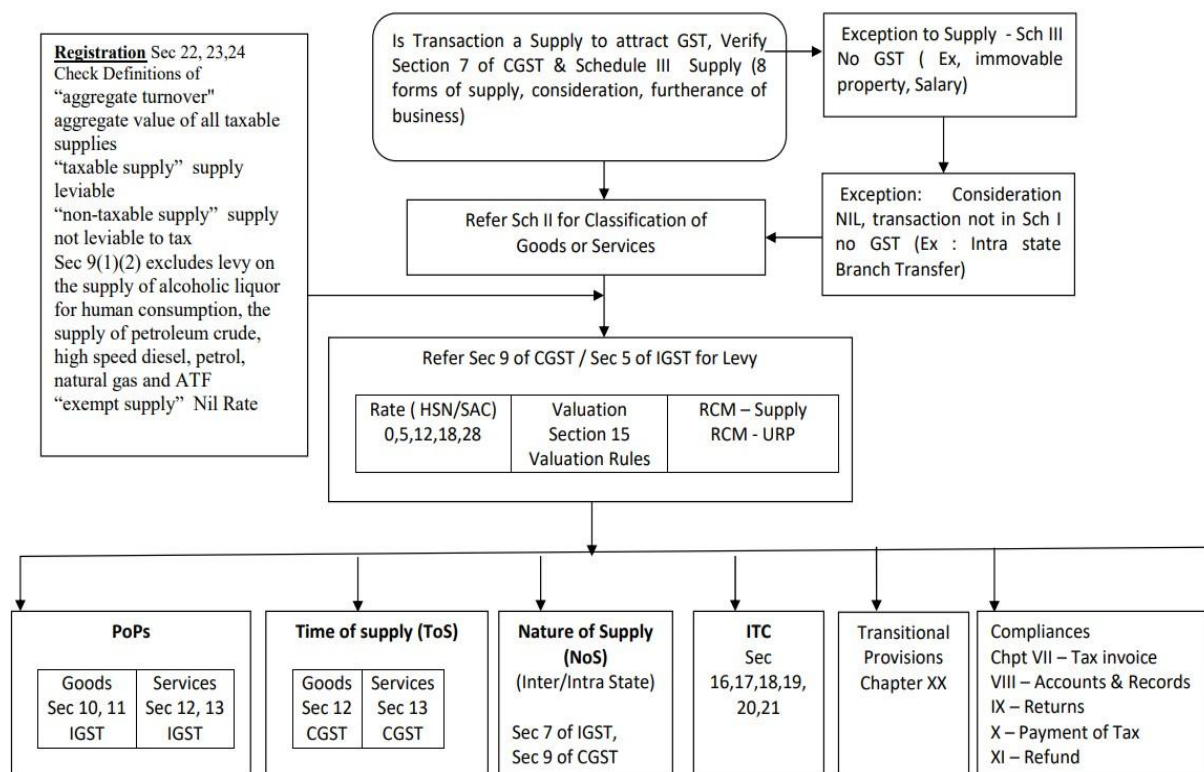 Registration Sec 22, 23,24
Check Definitions of
“aggregate turnover"
aggregate value of all taxable
supplies
“taxable supply” supply
leviable
“non-taxable supply” supply
not leviable to tax
Sec 9(1)(2) excludes levy on
the supply of alcoholic liquor
for human consumption, the
supply of petroleum crude,
high speed diesel, petrol,
natural gas and ATF
“exempt supply” Nil Rate
Is Transaction a Supply to attract GST, Verify
Section 7 of CGST & Schedule III Supply (8
forms of supply, consideration, furtherance of
business)
Exception to Supply - Sch III
No GST ( Ex, immovable
property, Salary)
Exception: Consideration
NIL, transaction not in Sch I
no GST (Ex : Intra state
Branch Transfer)
Refer Sch II for Classification of
Goods or Services
Refer Sec 9 of CGST / Sec 5 of IGST for Levy
Rate ( HSN/SAC)
0,5,12,18,28
Valuation
Section 15
Valuation Rules
RCM – Supply
RCM - URP
PoPs
Goods
Sec 10, 11
IGST
Services
Sec 12, 13
IGST
Time of supply (ToS)
Goods
Sec 12
CGST
Services
Sec 13
CGST
Nature of Supply
(NoS)
(Inter/Intra State)
Sec 7 of IGST,
Sec 9 of CGST
ITC
Sec
16,17,18,19,
20,21
Transitional
Provisions
Chapter XX
Compliances
Chpt VII – Tax invoice
VIII – Accounts & Records
IX – Returns
X – Payment of Tax
XI – Refund